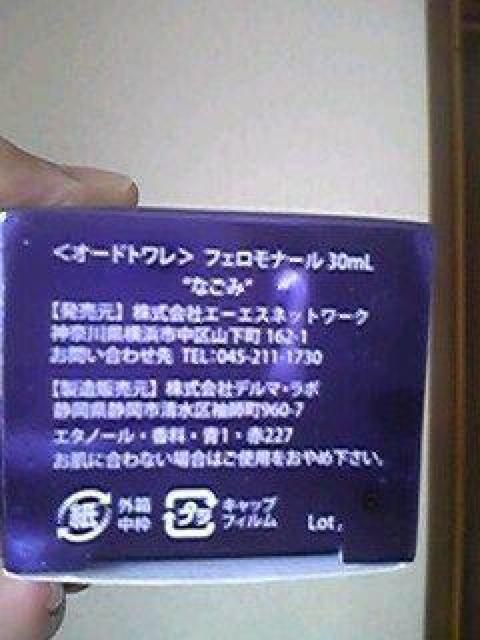 <オードトワレ> フェロモナール 30mL
"なごみ"
【発売元】株式会社エーエスネットワーク
神奈川県横浜市中区山下町 162-1
お問い合わせ先 TEL:045-211-1730
【製造販売元】株式会社デルマ・ラボ
静岡県静岡市清水区袖師町960-7
エタノール・香料・青1・赤227
お肌に合わない場合はご使用をおやめ下さい。
紙 外箱 中枠 プラ キャップ フィルム Lot,